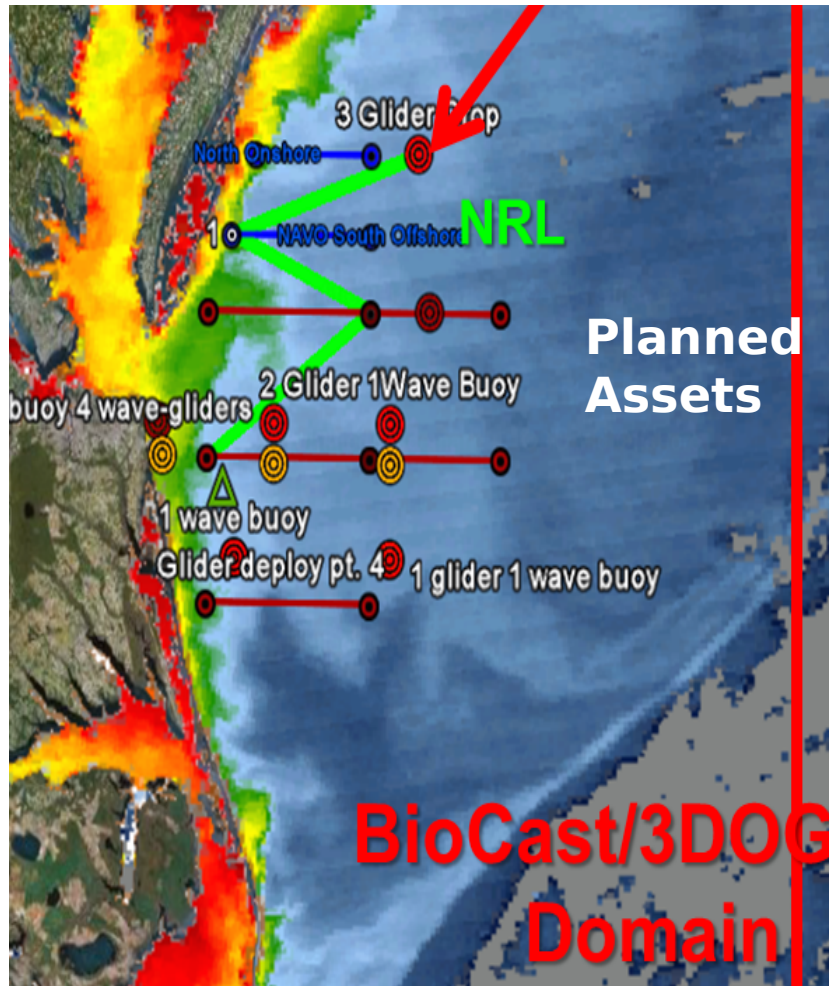 3 Glider Drop
North Onshore
1
NAVO South Offshore
NRL
Planned
Assets
2 Glider 1Wave Buoy
buoy 4 wave-gliders
1 wave buoy
Glider deploy pt. 4
1 glider 1 wave buoy
BioCast/3DOG
Domain